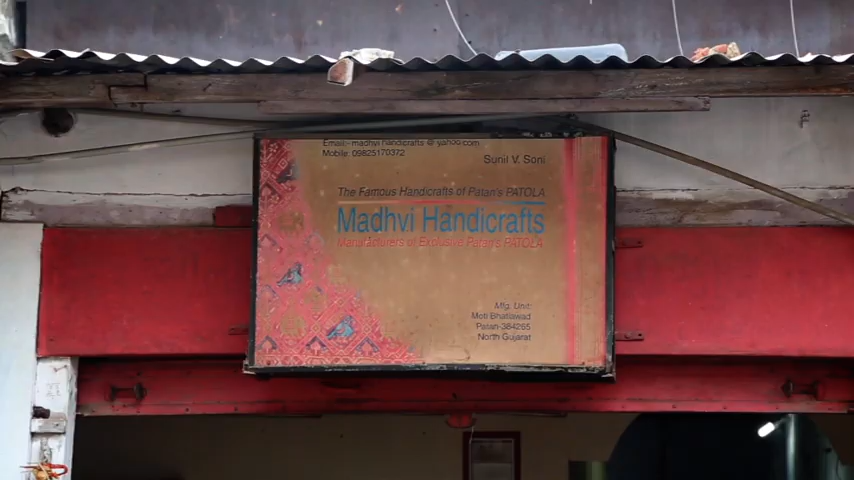 Email:- madhvi handicrafts @ yahoo.com
Mobile: 09825170372
Sunil V. Soni
The Famous Handicrafts of Patan's PATOLA
Madhvi Handicrafts
Manufacturers of Exclusive Patan's PATOLA
Mfg. Unit:
Moti Bhatiawad
Patan-384265
North Gujarat